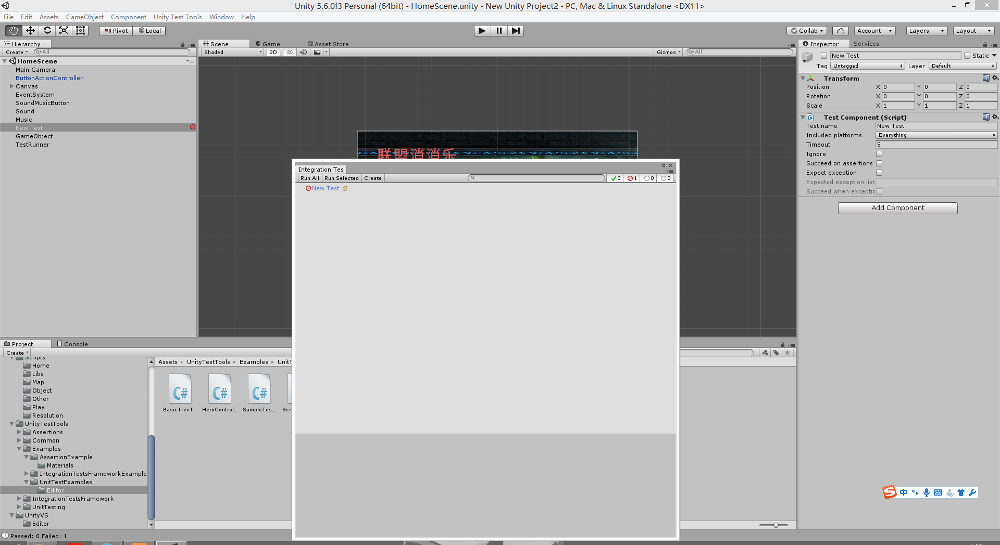 Unity 5.6.0f3 Personal (64bit) - HomeScene.unity - New Unity Project2 - PC, Mac & Linux Standalone <DX11>
File Edit Assets GameObject Component Unity Test Tools Window Help
Pivot Local
Collab Account Layers Layout
Hierarchy
Create All
HomeScene
Main Camera
ButtonActionController
Canvas
EventSystem
SoundMusicButton
Sound
Music
New Test
GameObject
TestRunner
Scene Game Asset Store
Shaded 2D Gizmos All
联盟消消乐
Integration Tes
Run All Run Selected Create 0 1 0 0
New Test
Inspector Services
New Test Static
Tag Untagged Layer Default
Transform
Position X 0 Y 0 Z 0
Rotation X 0 Y 0 Z 0
Scale X 1 Y 1 Z 1
Test Component (Script)
Test name New Test
Included platforms Everything
Timeout 5
Ignore
Succeed on assertions
Expect exception
Expected exception list
Succeed when exceptic
Add Component
Project Console
Create
Scripts
Home
Libs
Map
Object
Other
Play
Resolution
UnityTestTools
Assertions
Common
Examples
AssertionExample
Materials
IntegrationTestsFrameworkExample
UnitTestExamples
Editor
IntegrationTestsFramework
UnitTesting
UnityVS
Editor
Assets UnityTestTools Examples UnitT
C# C# C#
BasicTreeT... HeroControl... SampleTes... Scr
S 中
Passed: 0 Failed: 1